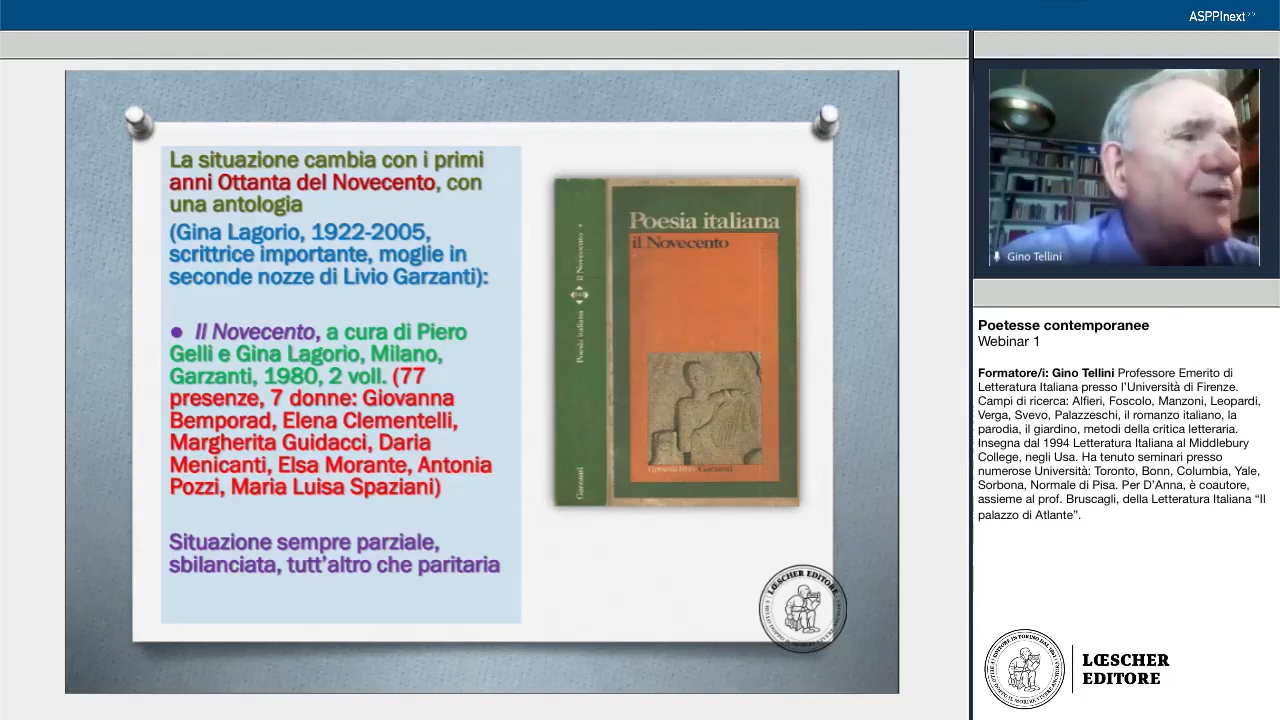 ASPPInext >>
La situazione cambia con i primi
anni Ottanta del Novecento, con
una antologia
(Gina Lagorio, 1922-2005,
scrittrice importante, moglie in
seconde nozze di Livio Garzanti):
● Il Novecento, a cura di Piero
Gelli e Gina Lagorio, Milano,
Garzanti, 1980, 2 voll. (77
presenze, 7 donne: Giovanna
Bemporad, Elena Clementelli,
Margherita Guidacci, Daria
Menicanti, Elsa Morante, Antonia
Pozzi, Maria Luisa Spaziani)
Situazione sempre parziale,
sbilanciata, tutt’altro che paritaria
Poesia italiana il Novecento
Garzanti
Poesia italiana
il Novecento
Garzanti
LŒSCHER EDITORE
Gino Tellini
Poetesse contemporanee
Webinar 1
Formatore/i: Gino Tellini Professore Emerito di
Letteratura Italiana presso l’Università di Firenze.
Campi di ricerca: Alfieri, Foscolo, Manzoni, Leopardi,
Verga, Svevo, Palazzeschi, il romanzo italiano, la
parodia, il giardino, metodi della critica letteraria.
Insegna dal 1994 Letteratura Italiana al Middlebury
College, negli Usa. Ha tenuto seminari presso
numerose Università: Toronto, Bonn, Columbia, Yale,
Sorbona, Normale di Pisa. Per D’Anna, è coautore,
assieme al prof. Bruscagli, della Letteratura Italiana “Il
palazzo di Atlante”.
LŒSCHER
EDITORE